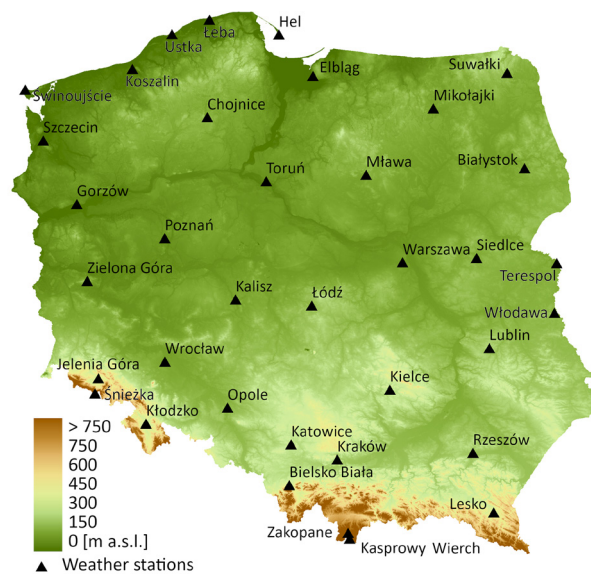 Łeba
Hel
Ustka
Elbląg
Suwałki
Koszalin
Świnoujście
Mikołajki
Chojnice
Szczecin
Toruń
Mława
Białystok
Gorzów
Poznań
Warszawa
Siedlce
Zielona Góra
Terespol
Kalisz
Łódź
Włodawa
Lublin
Wrocław
Jelenia Góra
Śnieżka
Kielce
Opole
Kłodzko
> 750
750
600
450
300
150
0 [m a.s.l.]
Katowice
Kraków
Rzeszów
Bielsko Biała
Lesko
Zakopane
Kasprowy Wierch
Weather stations